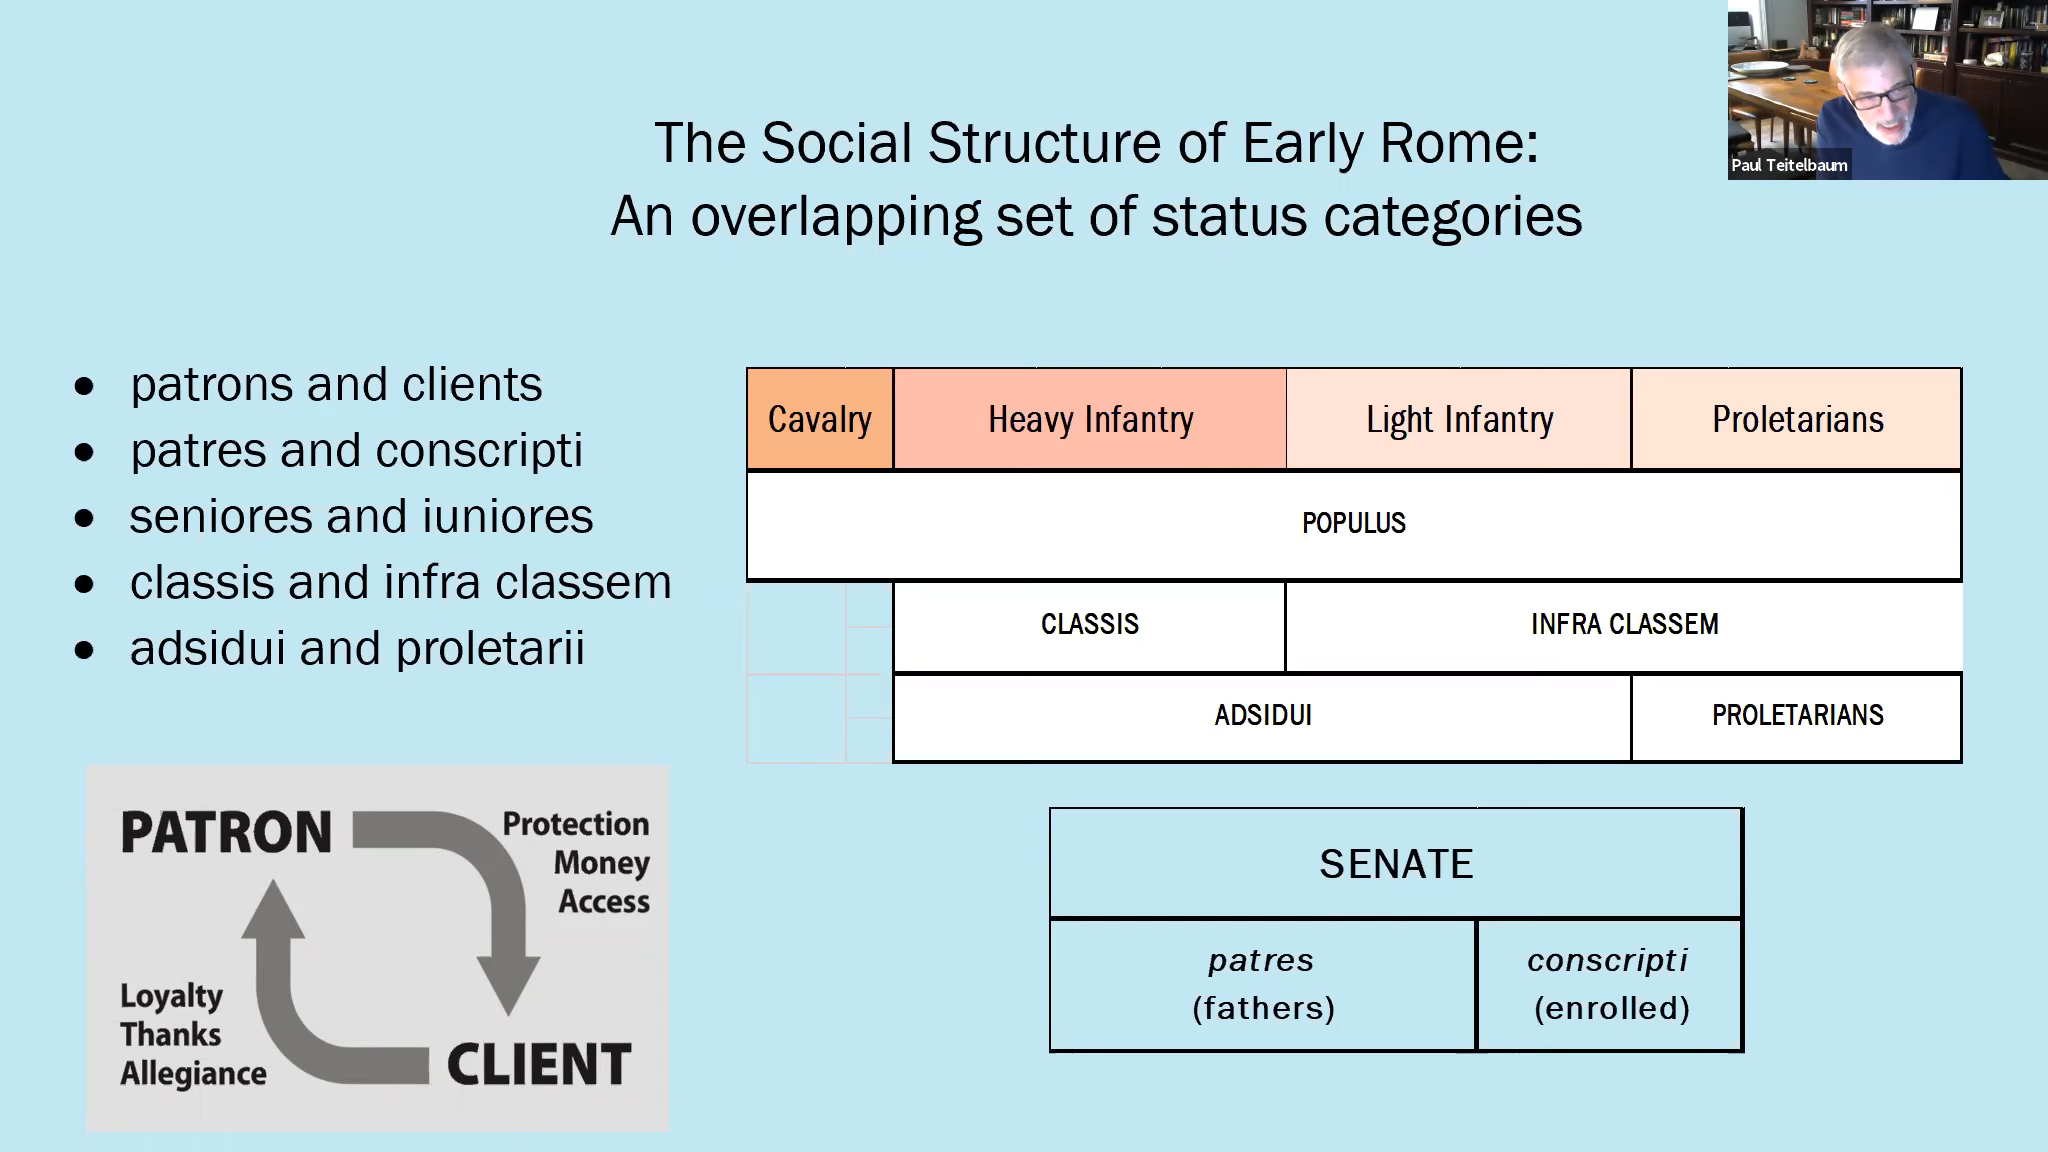 The Social Structure of Early Rome:
An overlapping set of status categories
Paul Teitelbaum
• patrons and clients
• patres and conscripti
• seniores and iuniores
• classis and infra classem
• adsidui and proletarii
Cavalry
Heavy Infantry
Light Infantry
Proletarians
POPULUS
CLASSIS
INFRA CLASSEM
ADSIDUI
PROLETARIANS
PATRON
Protection
Money
Access
Loyalty
Thanks
Allegiance
CLIENT
SENATE
patres
(fathers)
conscripti
(enrolled)